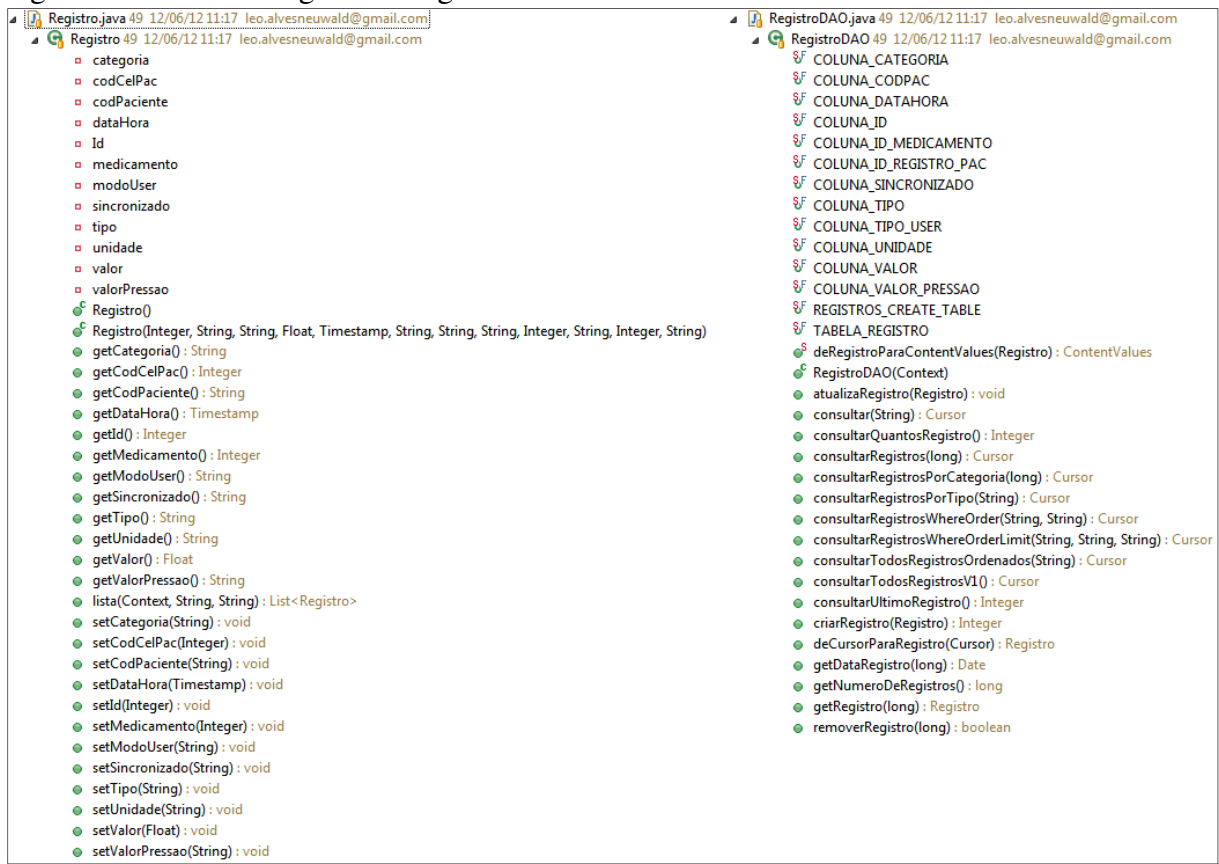 Registro.java 49 12/06/12 11:17 leo.alvesneuwald@gmail.com
Registro 49 12/06/12 11:17 leo.alvesneuwald@gmail.com
categoria
codCelPac
codPaciente
dataHora
Id
medicamento
modoUser
sincronizado
tipo
unidade
valor
valorPressao
Registro()
Registro(Integer, String, String, Float, Timestamp, String, String, String, Integer, String, Integer, String)
getCategoria() : String
getCodCelPac() : Integer
getCodPaciente() : String
getDataHora() : Timestamp
getId() : Integer
getMedicamento() : Integer
getModoUser() : String
getSincronizado() : String
getTipo() : String
getUnidade() : String
getValor() : Float
getValorPressao() : String
lista(Context, String, String) : List<Registro>
setCategoria(String) : void
setCodCelPac(Integer) : void
setCodPaciente(String) : void
setDataHora(Timestamp) : void
setId(Integer) : void
setMedicamento(Integer) : void
setModoUser(String) : void
setSincronizado(String) : void
setTipo(String) : void
setUnidade(String) : void
setValor(Float) : void
setValorPressao(String) : void
RegistroDAO.java 49 12/06/12 11:17 leo.alvesneuwald@gmail.com
RegistroDAO 49 12/06/12 11:17 leo.alvesneuwald@gmail.com
COLUNA_CATEGORIA
COLUNA_CODPAC
COLUNA_DATAHORA
COLUNA_ID
COLUNA_ID_MEDICAMENTO
COLUNA_ID_REGISTRO_PAC
COLUNA_SINCRONIZADO
COLUNA_TIPO
COLUNA_TIPO_USER
COLUNA_UNIDADE
COLUNA_VALOR
COLUNA_VALOR_PRESSAO
REGISTROS_CREATE_TABLE
TABELA_REGISTRO
deRegistroParaContentValues(Registro) : ContentValues
RegistroDAO(Context)
atualizaRegistro(Registro) : void
consultar(String) : Cursor
consultarQuantosRegistro() : Integer
consultarRegistros(long) : Cursor
consultarRegistrosPorCategoria(long) : Cursor
consultarRegistrosPorTipo(String) : Cursor
consultarRegistrosWhereOrder(String, String) : Cursor
consultarRegistrosWhereOrderLimit(String, String, String) : Cursor
consultarTodosRegistrosOrdenados(String) : Cursor
consultarTodosRegistrosV1() : Cursor
consultarUltimoRegistro() : Integer
criarRegistro(Registro) : Integer
deCursorParaRegistro(Cursor) : Registro
getDataRegistro(long) : Date
getNumeroDeRegistros() : long
getRegistro(long) : Registro
removerRegistro(long) : boolean